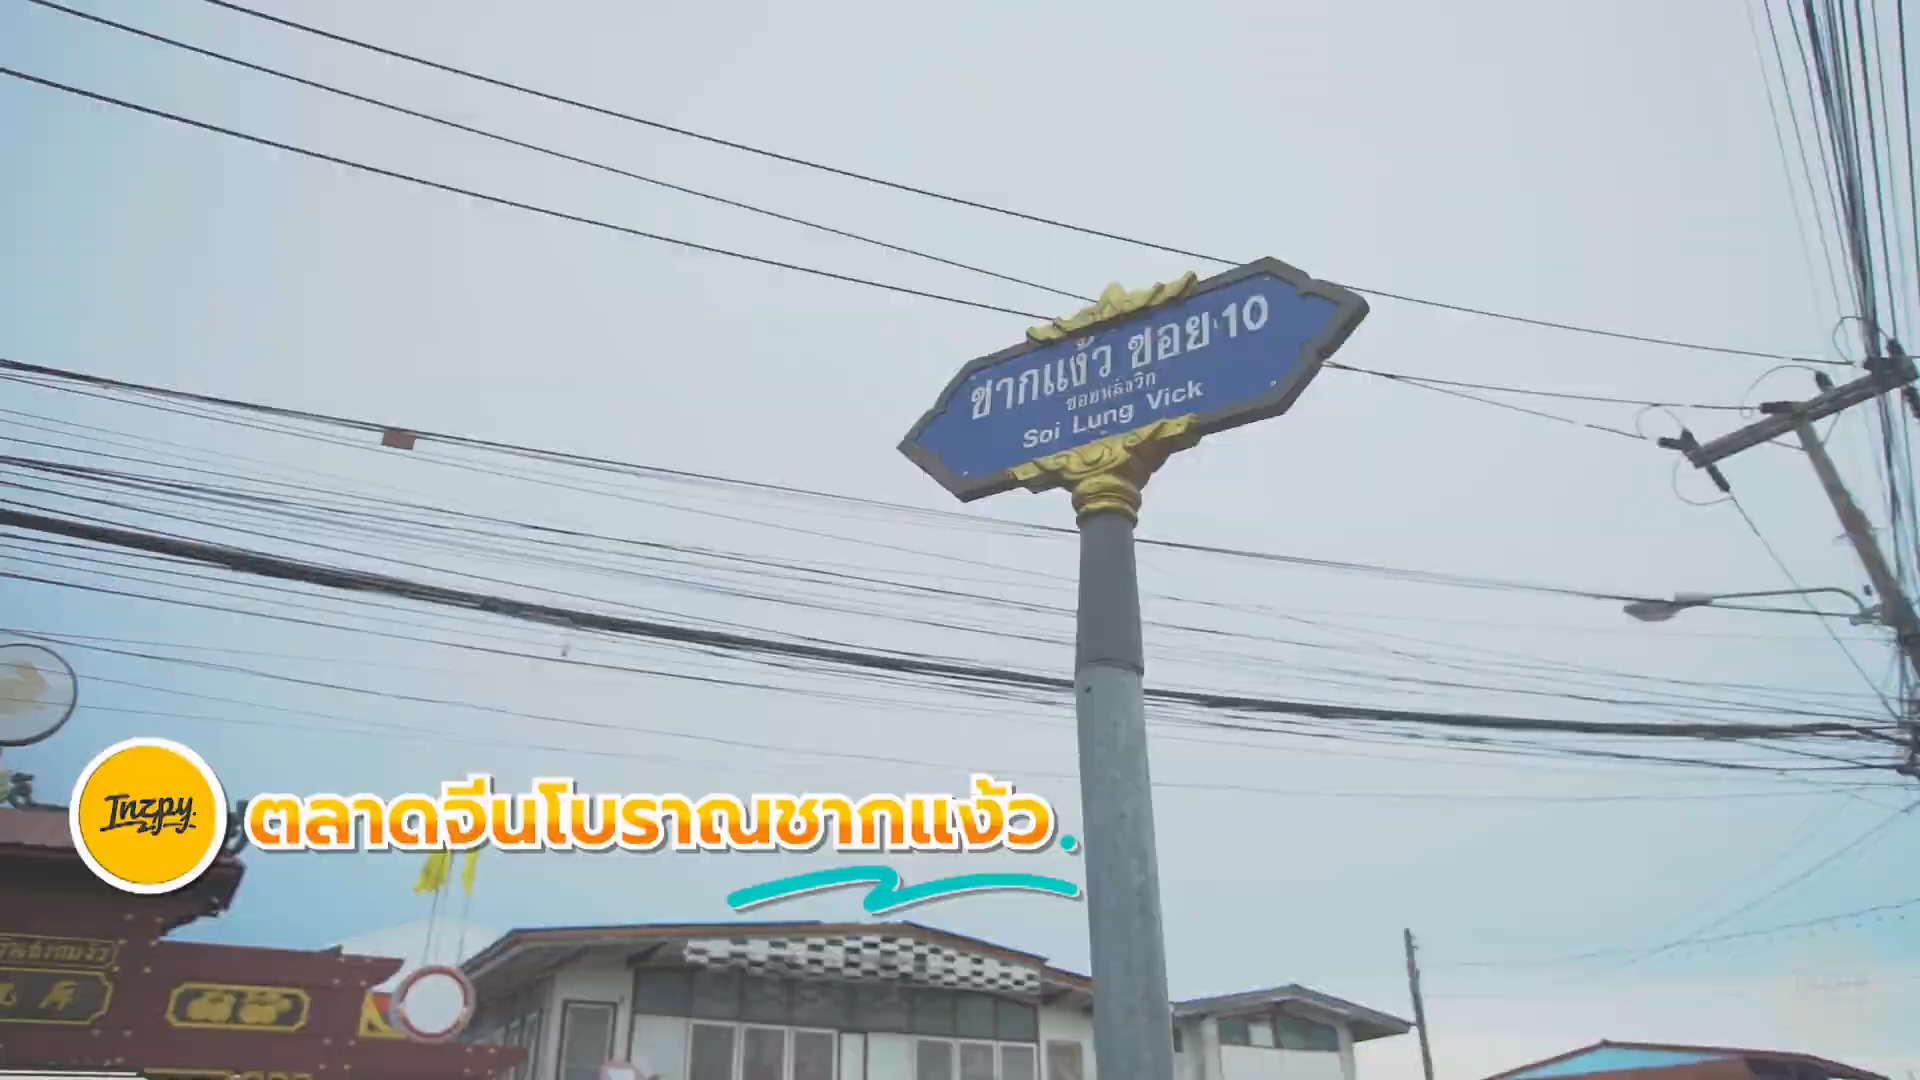 ชากแง้ว ซอย 10
ซอยหลังวิก
Soi Lung Vick
Inzpy.
ตลาดจีนโบราณชากแง้ว